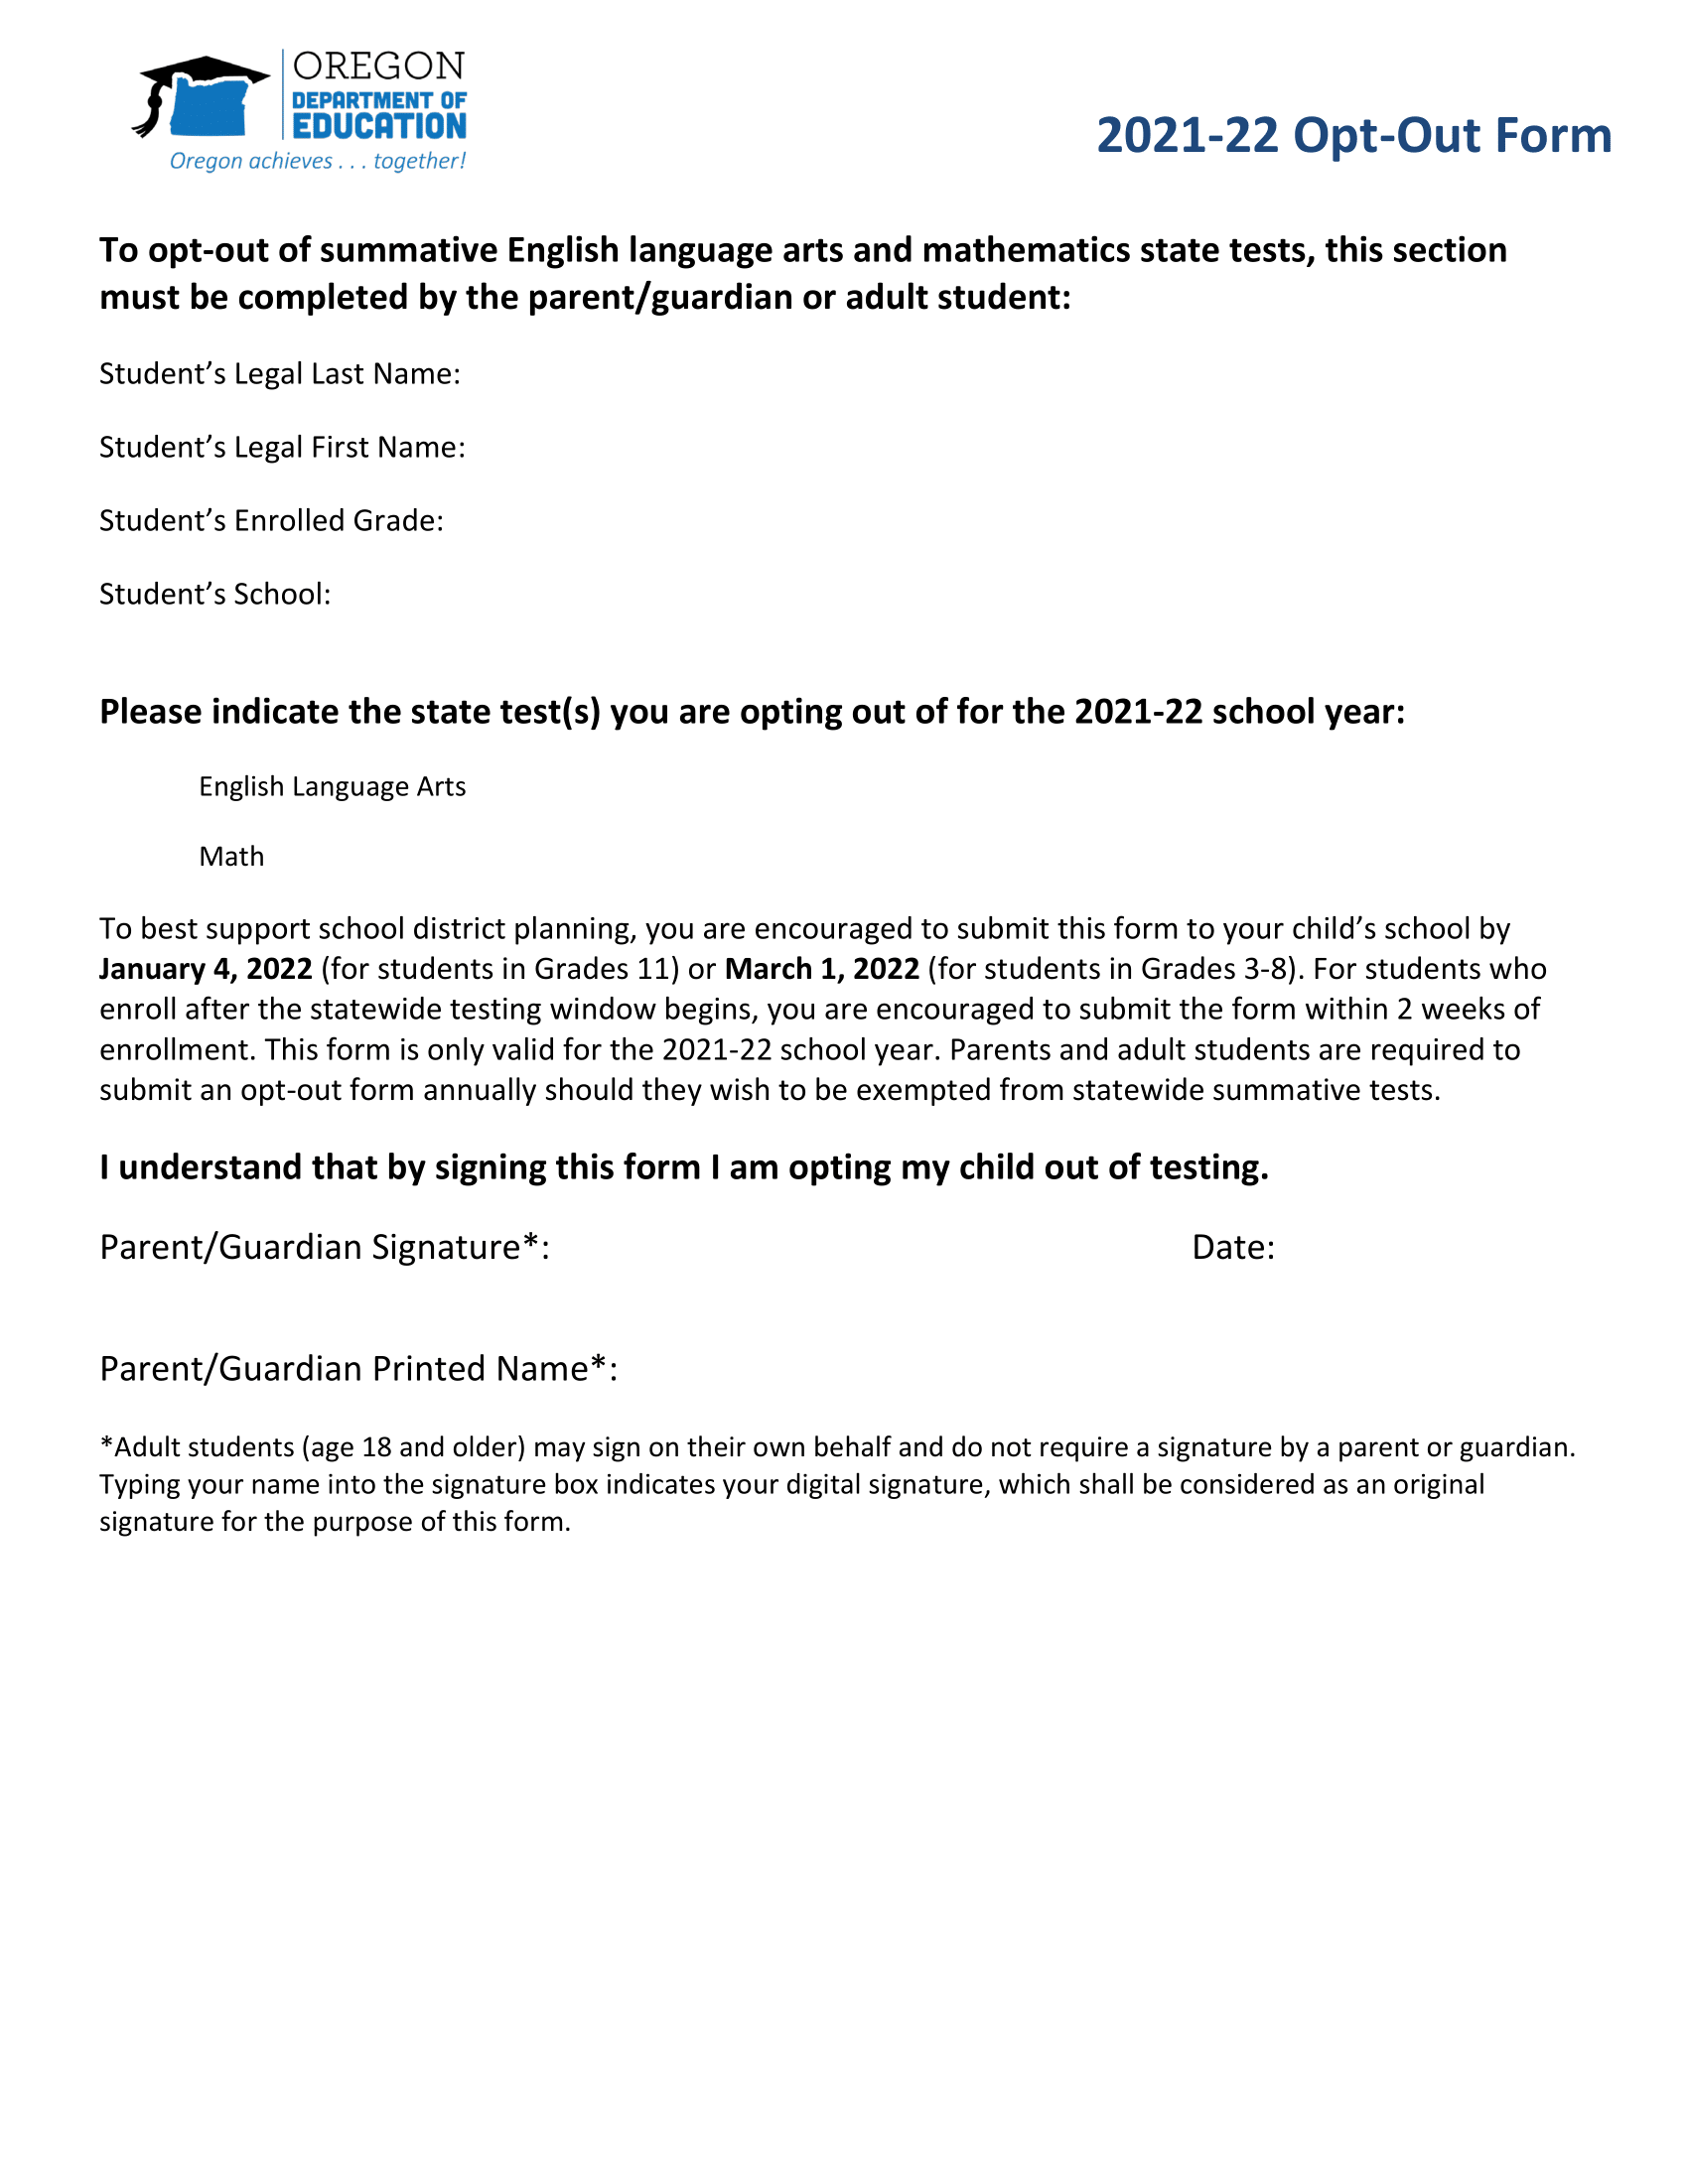 OREGON
DEPARTMENT OF
EDUCATION
Oregon achieves . . . together!
2021-22 Opt-Out Form
To opt-out of summative English language arts and mathematics state tests, this section
must be completed by the parent/guardian or adult student:
Student’s Legal Last Name:
Student’s Legal First Name:
Student’s Enrolled Grade:
Student’s School:
Please indicate the state test(s) you are opting out of for the 2021-22 school year:
English Language Arts
Math
To best support school district planning, you are encouraged to submit this form to your child’s school by
January 4, 2022 (for students in Grades 11) or March 1, 2022 (for students in Grades 3-8). For students who
enroll after the statewide testing window begins, you are encouraged to submit the form within 2 weeks of
enrollment. This form is only valid for the 2021-22 school year. Parents and adult students are required to
submit an opt-out form annually should they wish to be exempted from statewide summative tests.
I understand that by signing this form I am opting my child out of testing.
Parent/Guardian Signature*: Date:
Parent/Guardian Printed Name*:
*Adult students (age 18 and older) may sign on their own behalf and do not require a signature by a parent or guardian.
Typing your name into the signature box indicates your digital signature, which shall be considered as an original
signature for the purpose of this form.